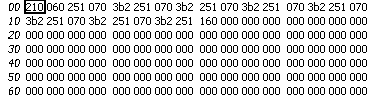 00 210 060 251 070 3b2 251 070 3b2 251 070 3b2 251 070 3b2 251 070
10 3b2 251 070 3b2 251 070 3b2 251 160 000 000 000 000 000 000 000
20 000 000 000 000 000 000 000 000 000 000 000 000 000 000 000 000
30 000 000 000 000 000 000 000 000 000 000 000 000 000 000 000 000
40 000 000 000 000 000 000 000 000 000 000 000 000 000 000 000 000
50 000 000 000 000 000 000 000 000 000 000 000 000 000 000 000 000
60 000 000 000 000 000 000 000 000 000 000 000 000 000 000 000 000